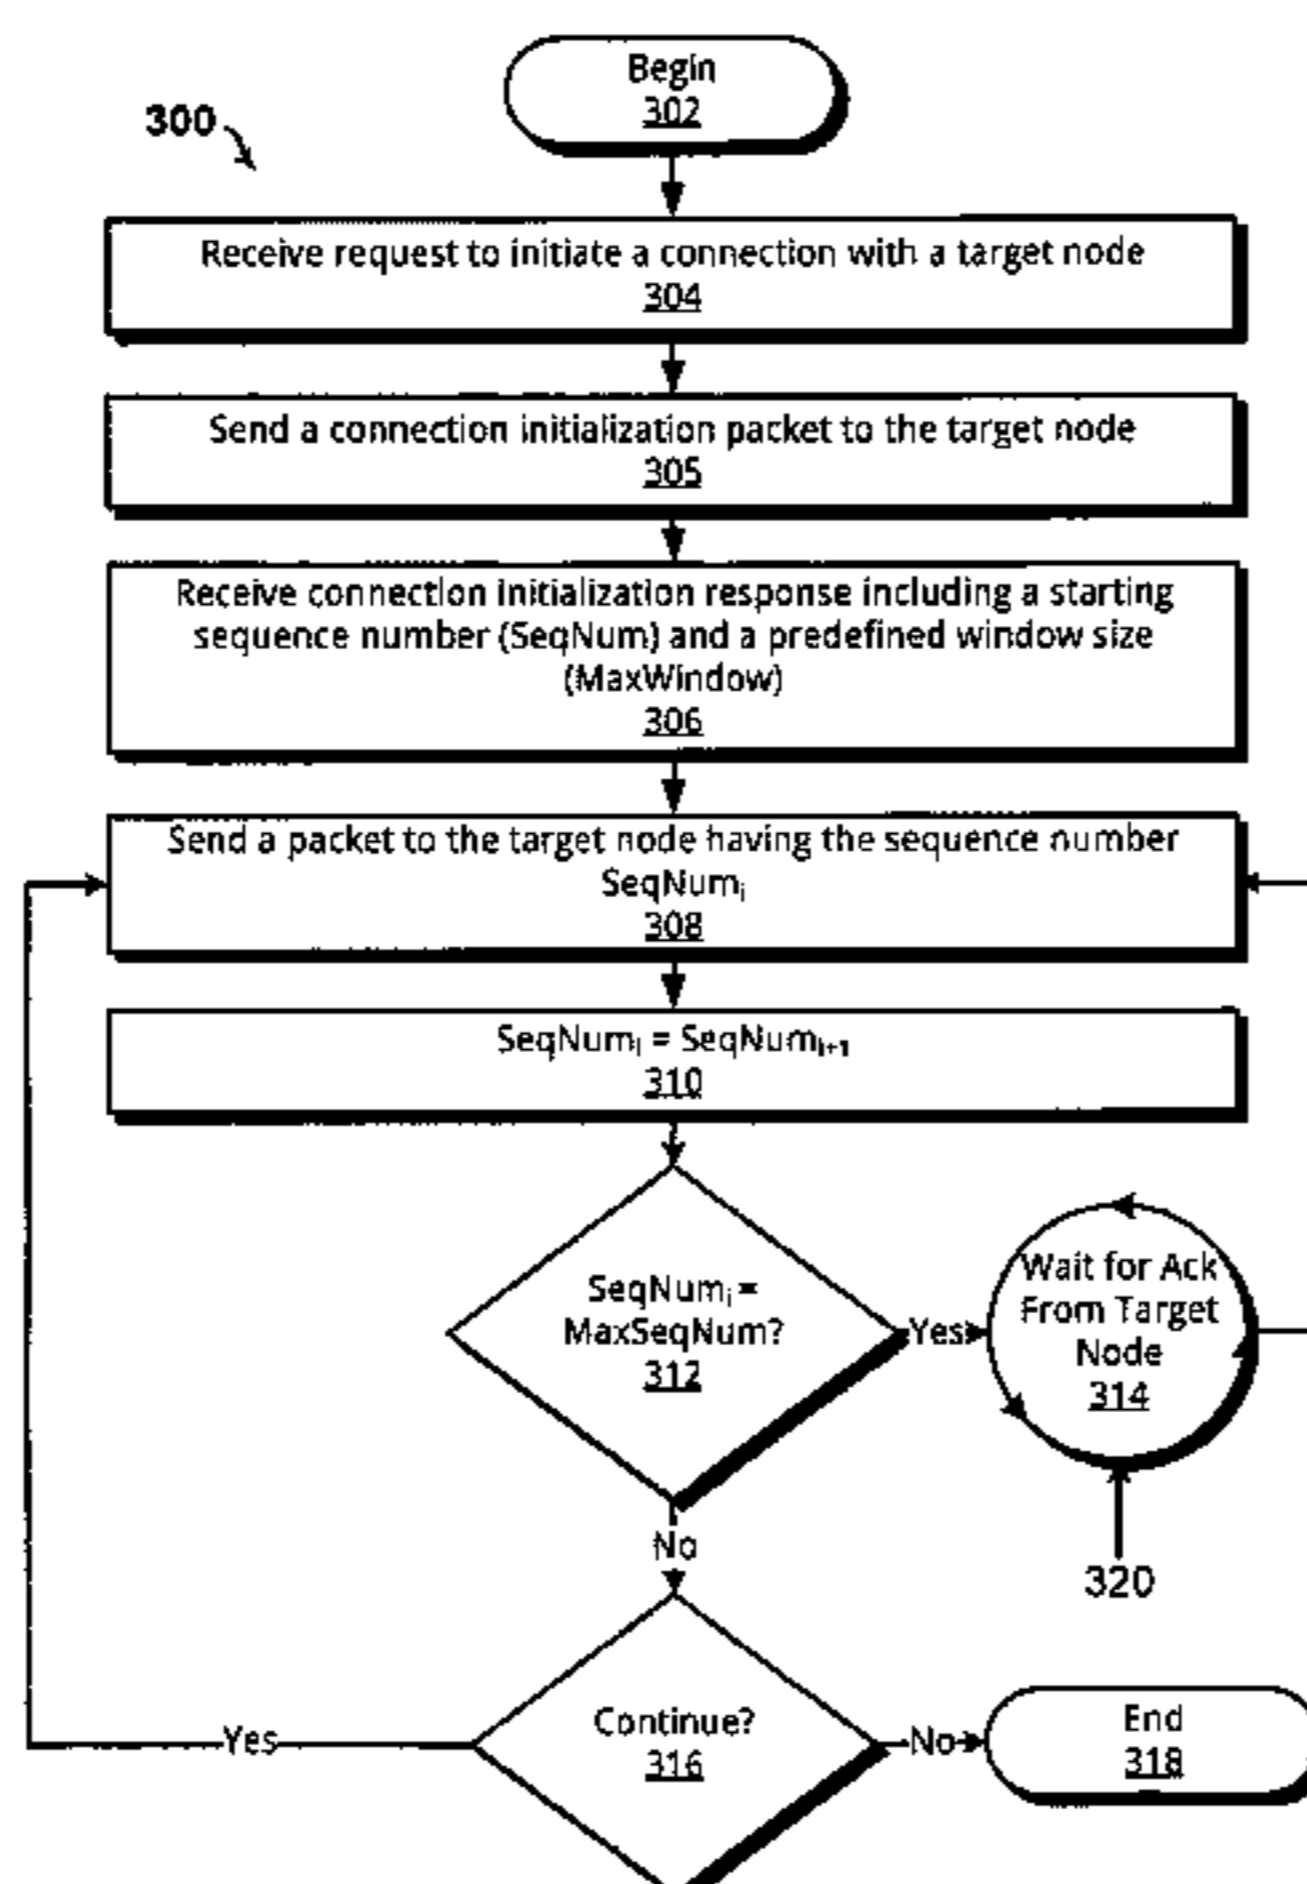 Begin
302
300
Receive request to initiate a connection with a target node
304
Send a connection initialization packet to the target node
305
Receive connection initialization response including a starting
sequence number (SeqNum) and a predefined window size
(MaxWindow)
306
Send a packet to the target node having the sequence number
SeqNumᵢ
308
SeqNumᵢ = SeqNumᵢ₊₁
310
SeqNumᵢ =
MaxSeqNum?
312
Yes
Wait for Ack
From Target
Node
314
No
320
Continue?
316
Yes
No
End
318